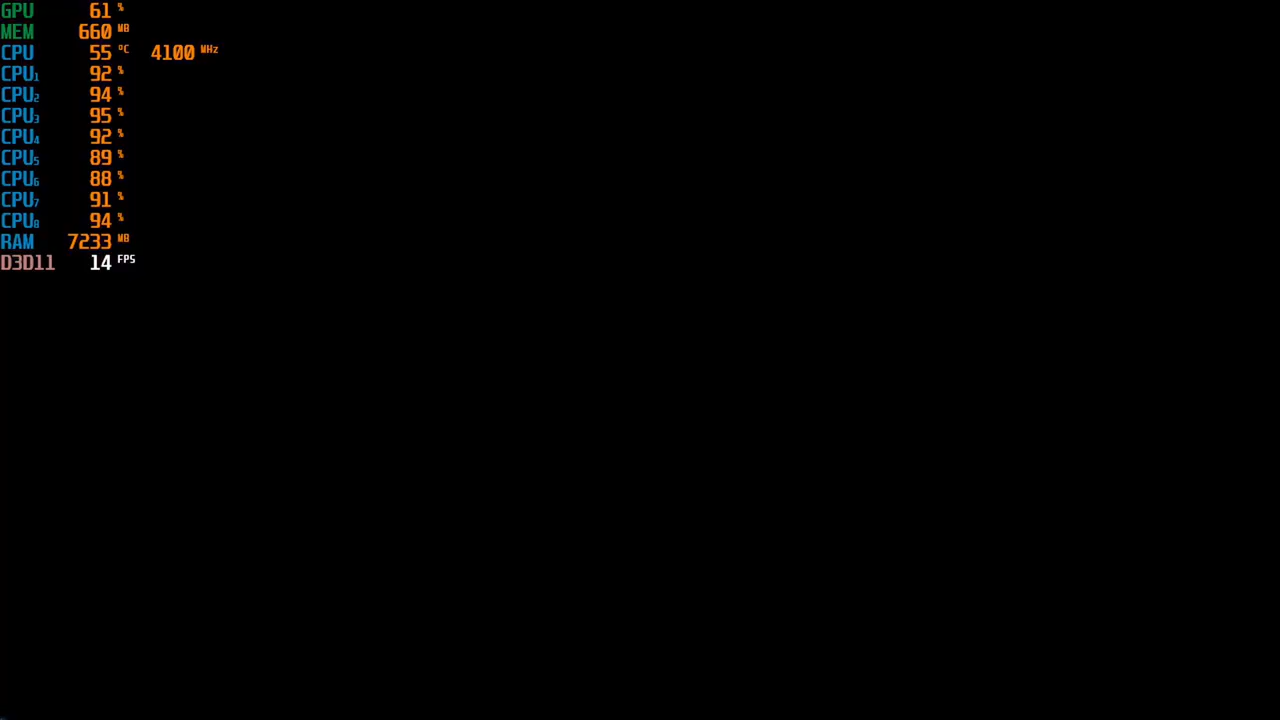 GPU 61 %
MEM 660 MB
CPU 55 °C 4100 MHz
CPU1 92 %
CPU2 94 %
CPU3 95 %
CPU4 92 %
CPU5 89 %
CPU6 88 %
CPU7 91 %
CPU8 94 %
RAM 7233 MB
D3D11 14 FPS